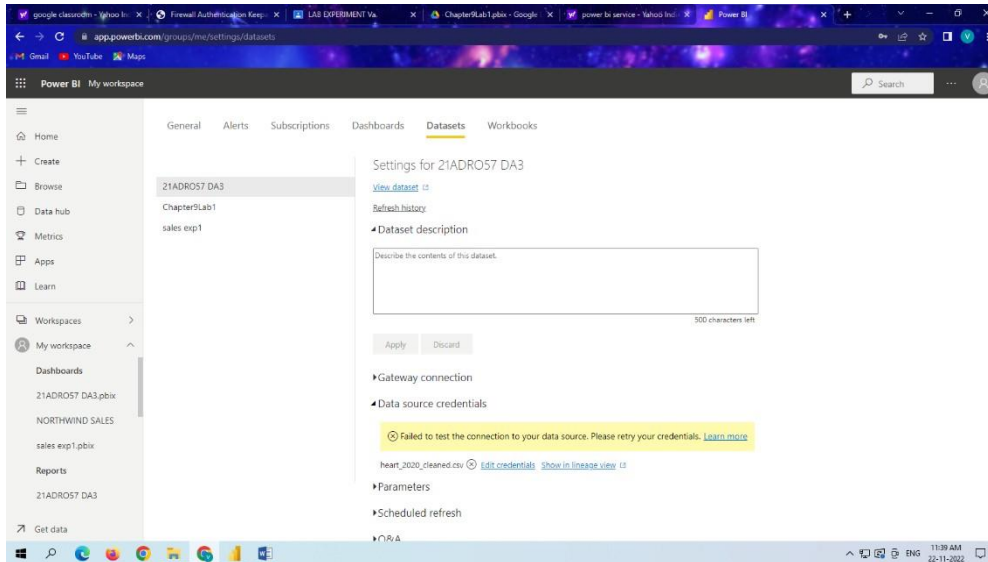 google classroom - Yahoo In
Firewall Authentication Keep
LAB EXPERIMENT Va
Chapter9Lab1.pbix - Google
power bi service - Yahoo Ind
Power BI
app.powerbi.com/groups/me/settings/datasets
Gmail YouTube Maps
Power BI My workspace
Search
General Alerts Subscriptions Dashboards Datasets Workbooks
Home
Create
Browse
Data hub
Metrics
Apps
Learn
Workspaces
My workspace
Dashboards
21ADRO57 DA3.pbix
NORTHWIND SALES
sales exp1.pbix
Reports
21ADRO57 DA3
Get data
21ADRO57 DA3
Chapter9Lab1
sales exp1
Settings for 21ADRO57 DA3
View dataset
Refresh history
Dataset description
Describe the contents of this dataset.
500 characters left
Apply Discard
Gateway connection
Data source credentials
Failed to test the connection to your data source. Please retry your credentials. Learn more
heart_2020_cleaned.csv Edit credentials Show in lineage view
Parameters
Scheduled refresh
Q&A
ENG
11:39 AM
22-11-2022